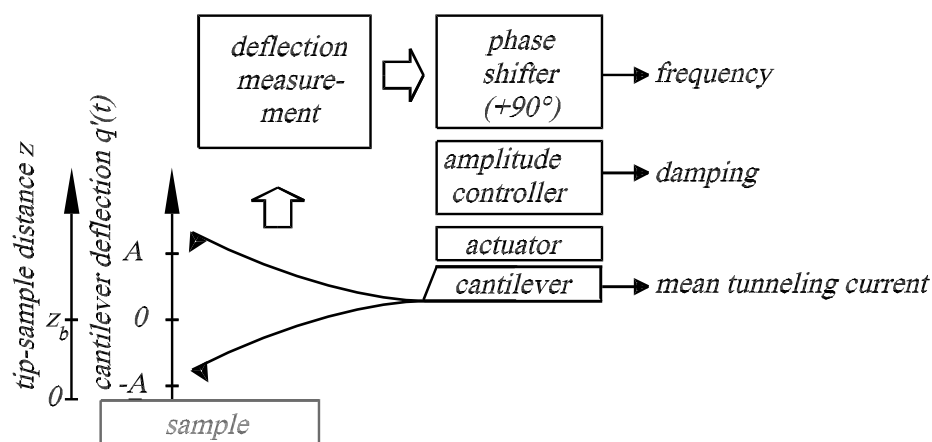 deflection
measure-
ment
phase
shifter
(+90°)
frequency
amplitude
controller
damping
actuator
cantilever
mean tunneling current
tip-sample distance z
cantilever deflection q'(t)
A
z_b
0
0
-A
sample